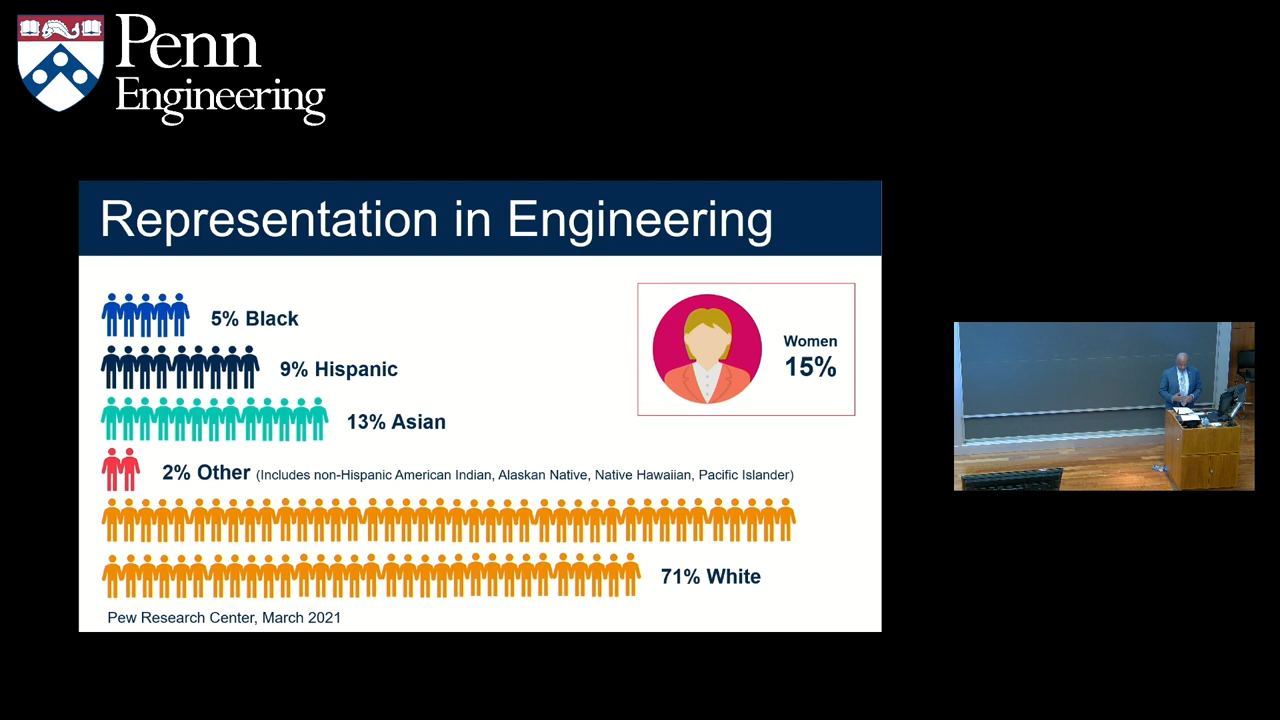 Penn
Engineering
Representation in Engineering
5% Black
9% Hispanic
13% Asian
2% Other (Includes non-Hispanic American Indian, Alaskan Native, Native Hawaiian, Pacific Islander)
71% White
Women
15%
Pew Research Center, March 2021